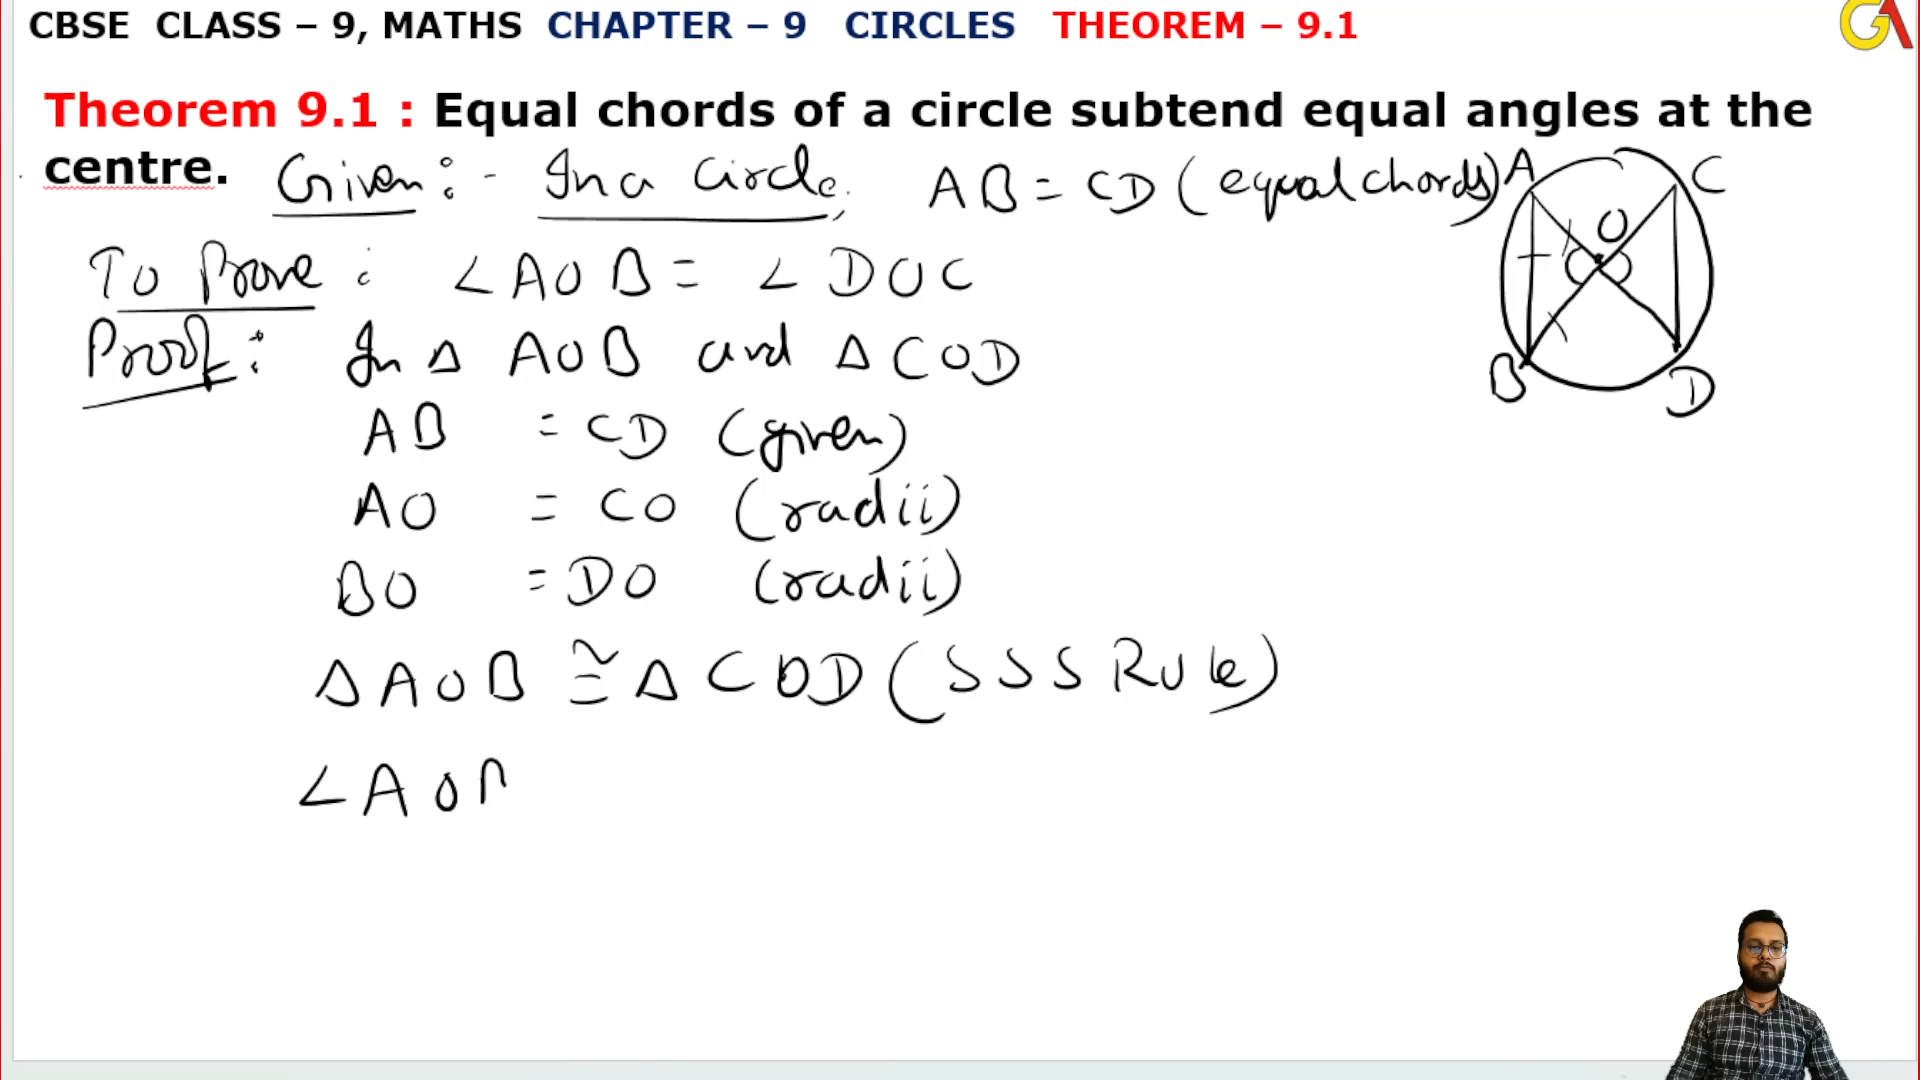 CBSE CLASS – 9, MATHS CHAPTER – 9 CIRCLES THEOREM – 9.1
GA
Theorem 9.1 : Equal chords of a circle subtend equal angles at the
centre. Given :- In a circle, AB = CD (equal chords)
A C
O
B D
To Prove : ∠AOB = ∠DOC
Proof : In Δ AOB and Δ COD
AB = CD (given)
AO = CO (radii)
BO = DO (radii)
Δ AOB ≅ Δ COD (SSS Rule)
∠AO